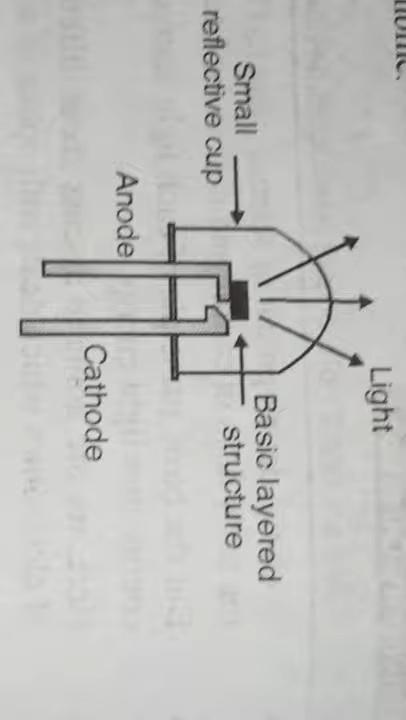 Light
Small
reflective cup
Basic layered
structure
Anode
Cathode